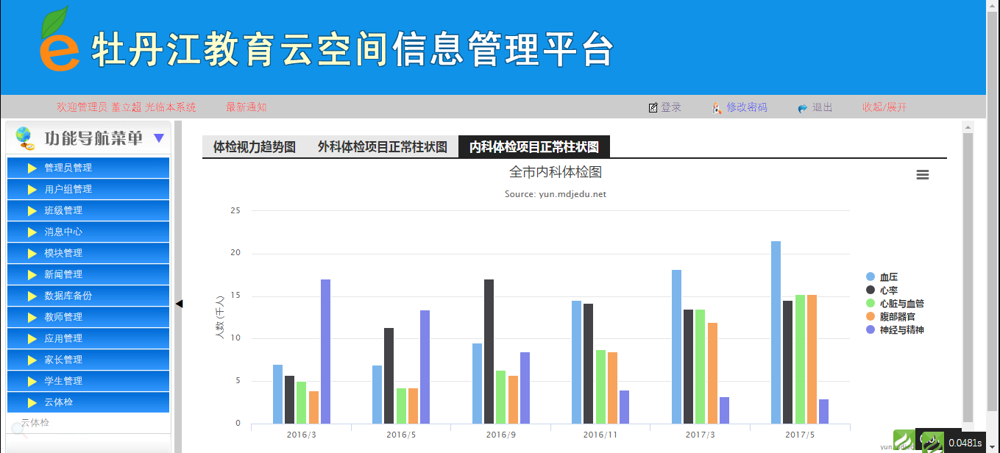 牡丹江教育云空间信息管理平台
欢迎管理员 董立超 光临本系统 最新通知 登录 修改密码 退出 收起/展开
功能导航菜单
管理员管理
用户组管理
班级管理
消息中心
模块管理
新闻管理
数据库备份
教师管理
应用管理
家长管理
学生管理
云体检
云体检
体检视力趋势图 外科体检项目正常柱状图 内科体检项目正常柱状图
全市内科体检图
Source: yun.mdjedu.net
人数 (千人)
25
20
15
10
5
0
2016/3 2016/5 2016/9 2016/11 2017/3 2017/5
血压
心率
心脏与血管
腹部器官
神经与精神
0.0481s